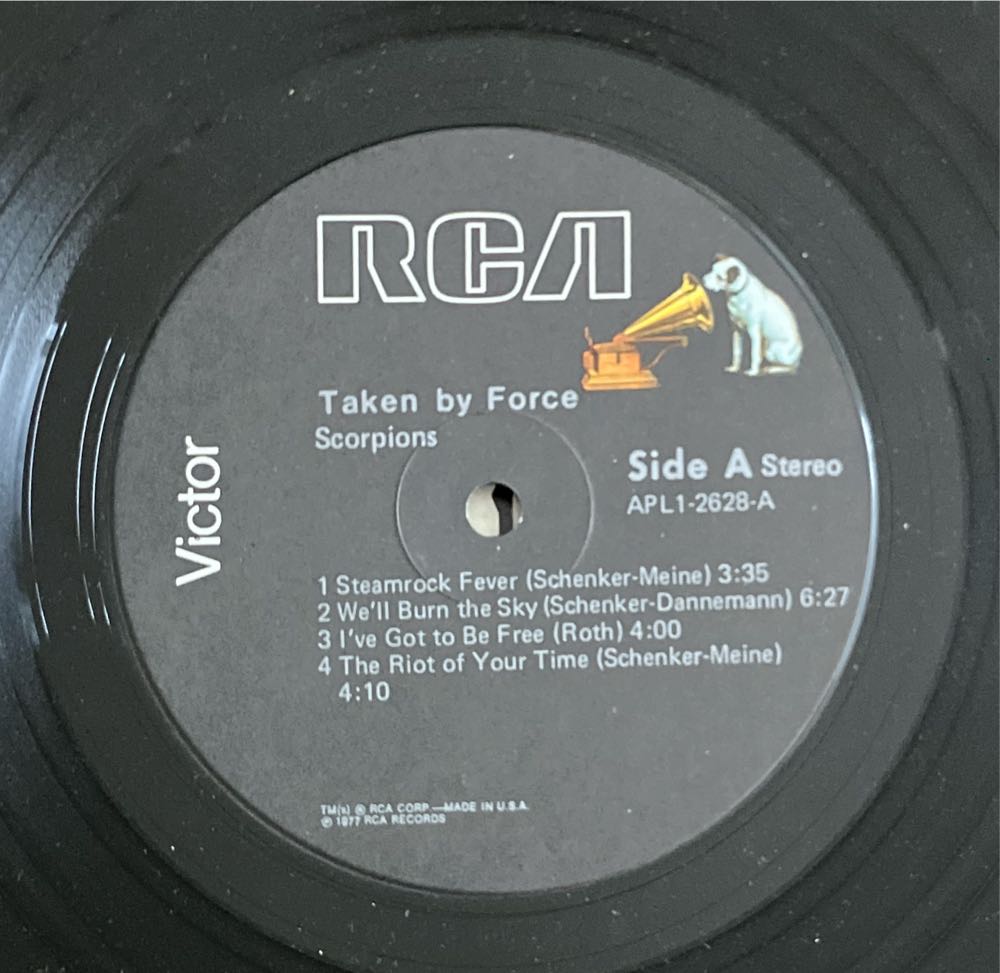 RCA
Victor
Taken by Force
Scorpions
Side A Stereo
APL1-2628-A
1 Steamrock Fever (Schenker-Meine) 3:35
2 We'll Burn the Sky (Schenker-Dannemann) 6:27
3 I've Got to Be Free (Roth) 4:00
4 The Riot of Your Time (Schenker-Meine)
4:10
TM(s) ® RCA CORP.—MADE IN U.S.A.
℗ 1977 RCA RECORDS